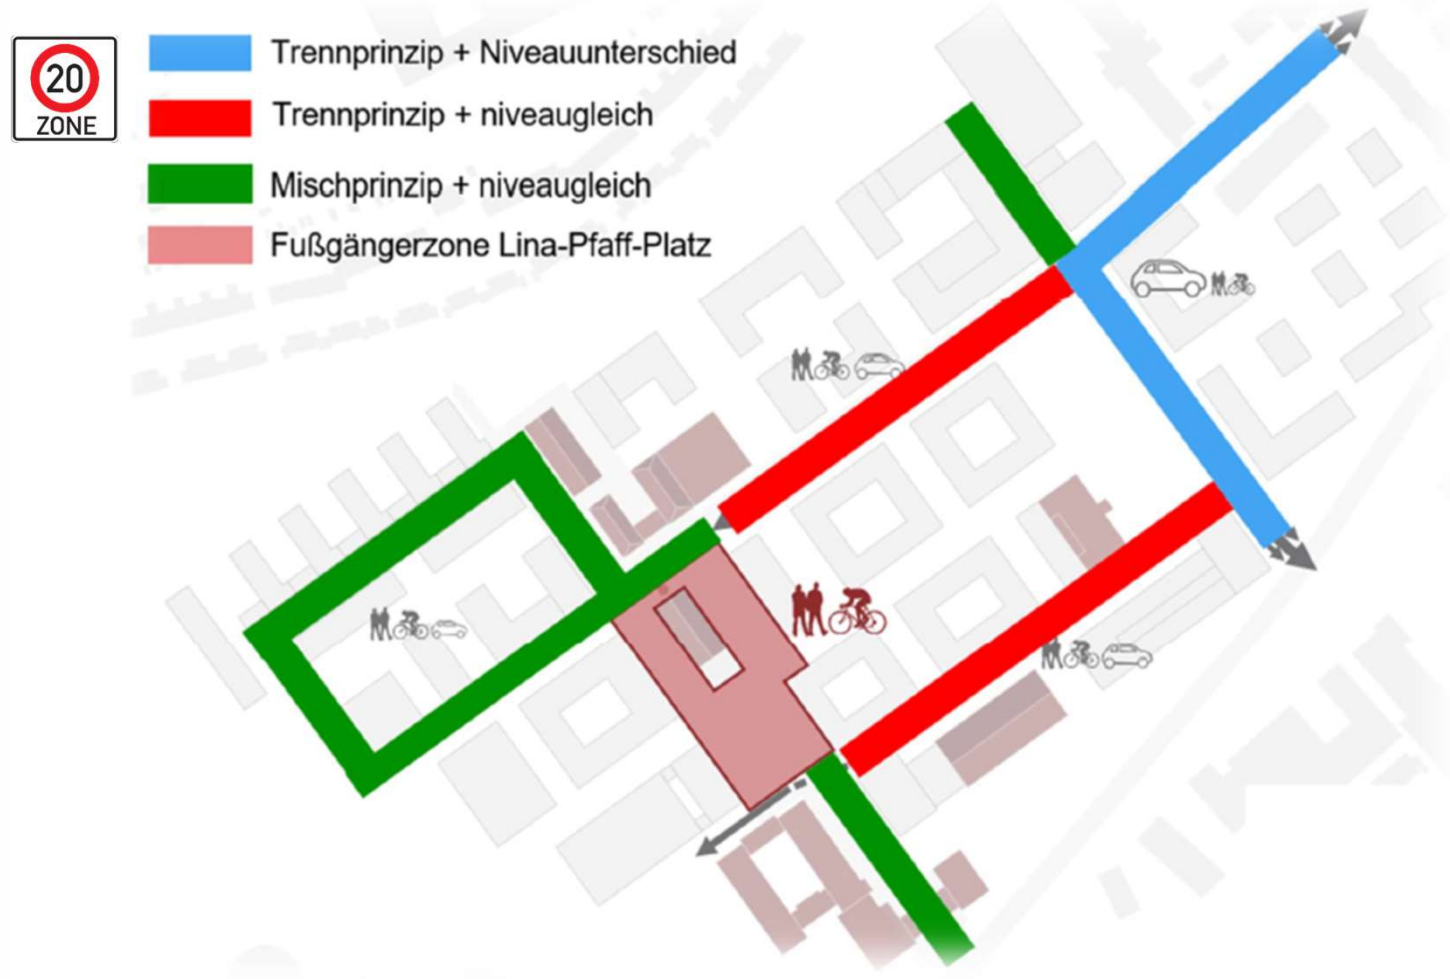 20
ZONE
Trennprinzip + Niveauunterschied
Trennprinzip + niveaugleich
Mischprinzip + niveaugleich
Fußgängerzone Lina-Pfaff-Platz